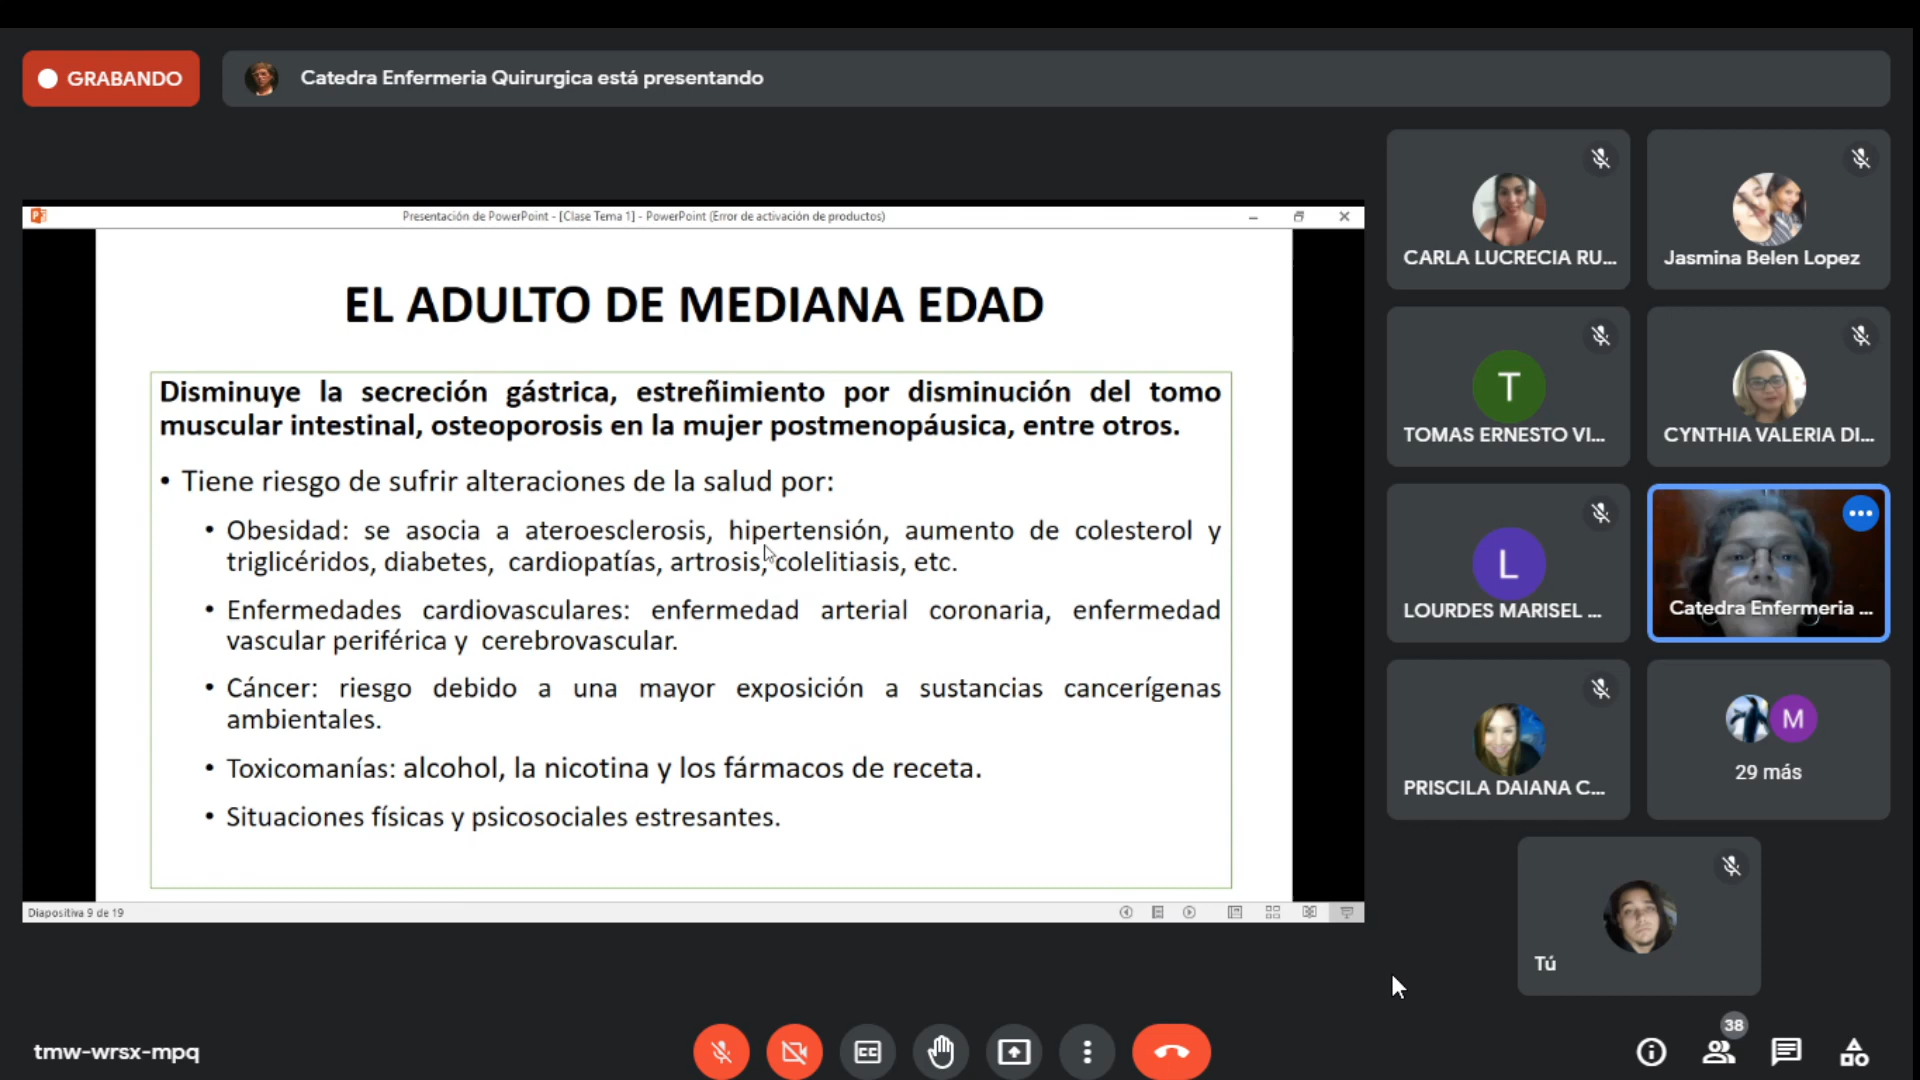 GRABANDO
Catedra Enfermeria Quirurgica está presentando
Presentación de PowerPoint - [Clase Tema 1] - PowerPoint (Error de activación de productos)
EL ADULTO DE MEDIANA EDAD
Disminuye la secreción gástrica, estreñimiento por disminución del tomo
muscular intestinal, osteoporosis en la mujer postmenopáusica, entre otros.
• Tiene riesgo de sufrir alteraciones de la salud por:
• Obesidad: se asocia a ateroesclerosis, hipertensión, aumento de colesterol y
triglicéridos, diabetes, cardiopatías, artrosis, colelitiasis, etc.
• Enfermedades cardiovasculares: enfermedad arterial coronaria, enfermedad
vascular periférica y cerebrovascular.
• Cáncer: riesgo debido a una mayor exposición a sustancias cancerígenas
ambientales.
• Toxicomanías: alcohol, la nicotina y los fármacos de receta.
• Situaciones físicas y psicosociales estresantes.
Diapositiva 9 de 19
CARLA LUCRECIA RU...
Jasmina Belen Lopez
T
TOMAS ERNESTO VI...
CYNTHIA VALERIA DI...
L
LOURDES MARISEL ...
Catedra Enfermeria ...
PRISCILA DAIANA C...
M
29 más
Tú
tmw-wrsx-mpq
CC
38